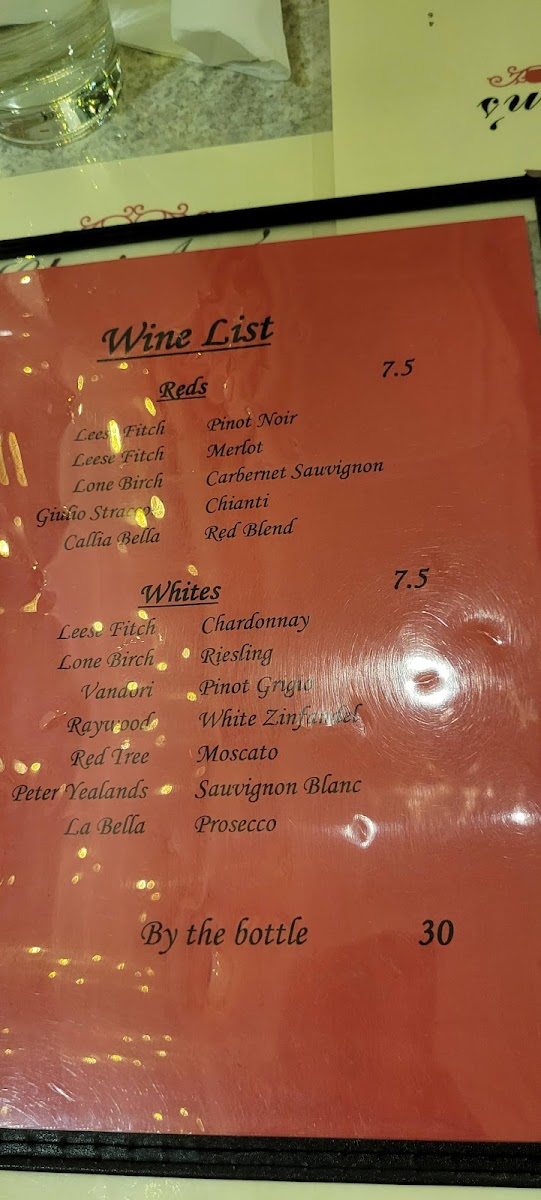 Wine List
Reds 7.5
Leese Fitch Pinot Noir
Leese Fitch Merlot
Lone Birch Carbernet Sauvignon
Giulio Stracco Chianti
Callia Bella Red Blend
Whites 7.5
Leese Fitch Chardonnay
Lone Birch Riesling
Vandori Pinot Grigio
Raywood White Zinfandel
Red Tree Moscato
Peter Yealands Sauvignon Blanc
La Bella Prosecco
By the bottle 30